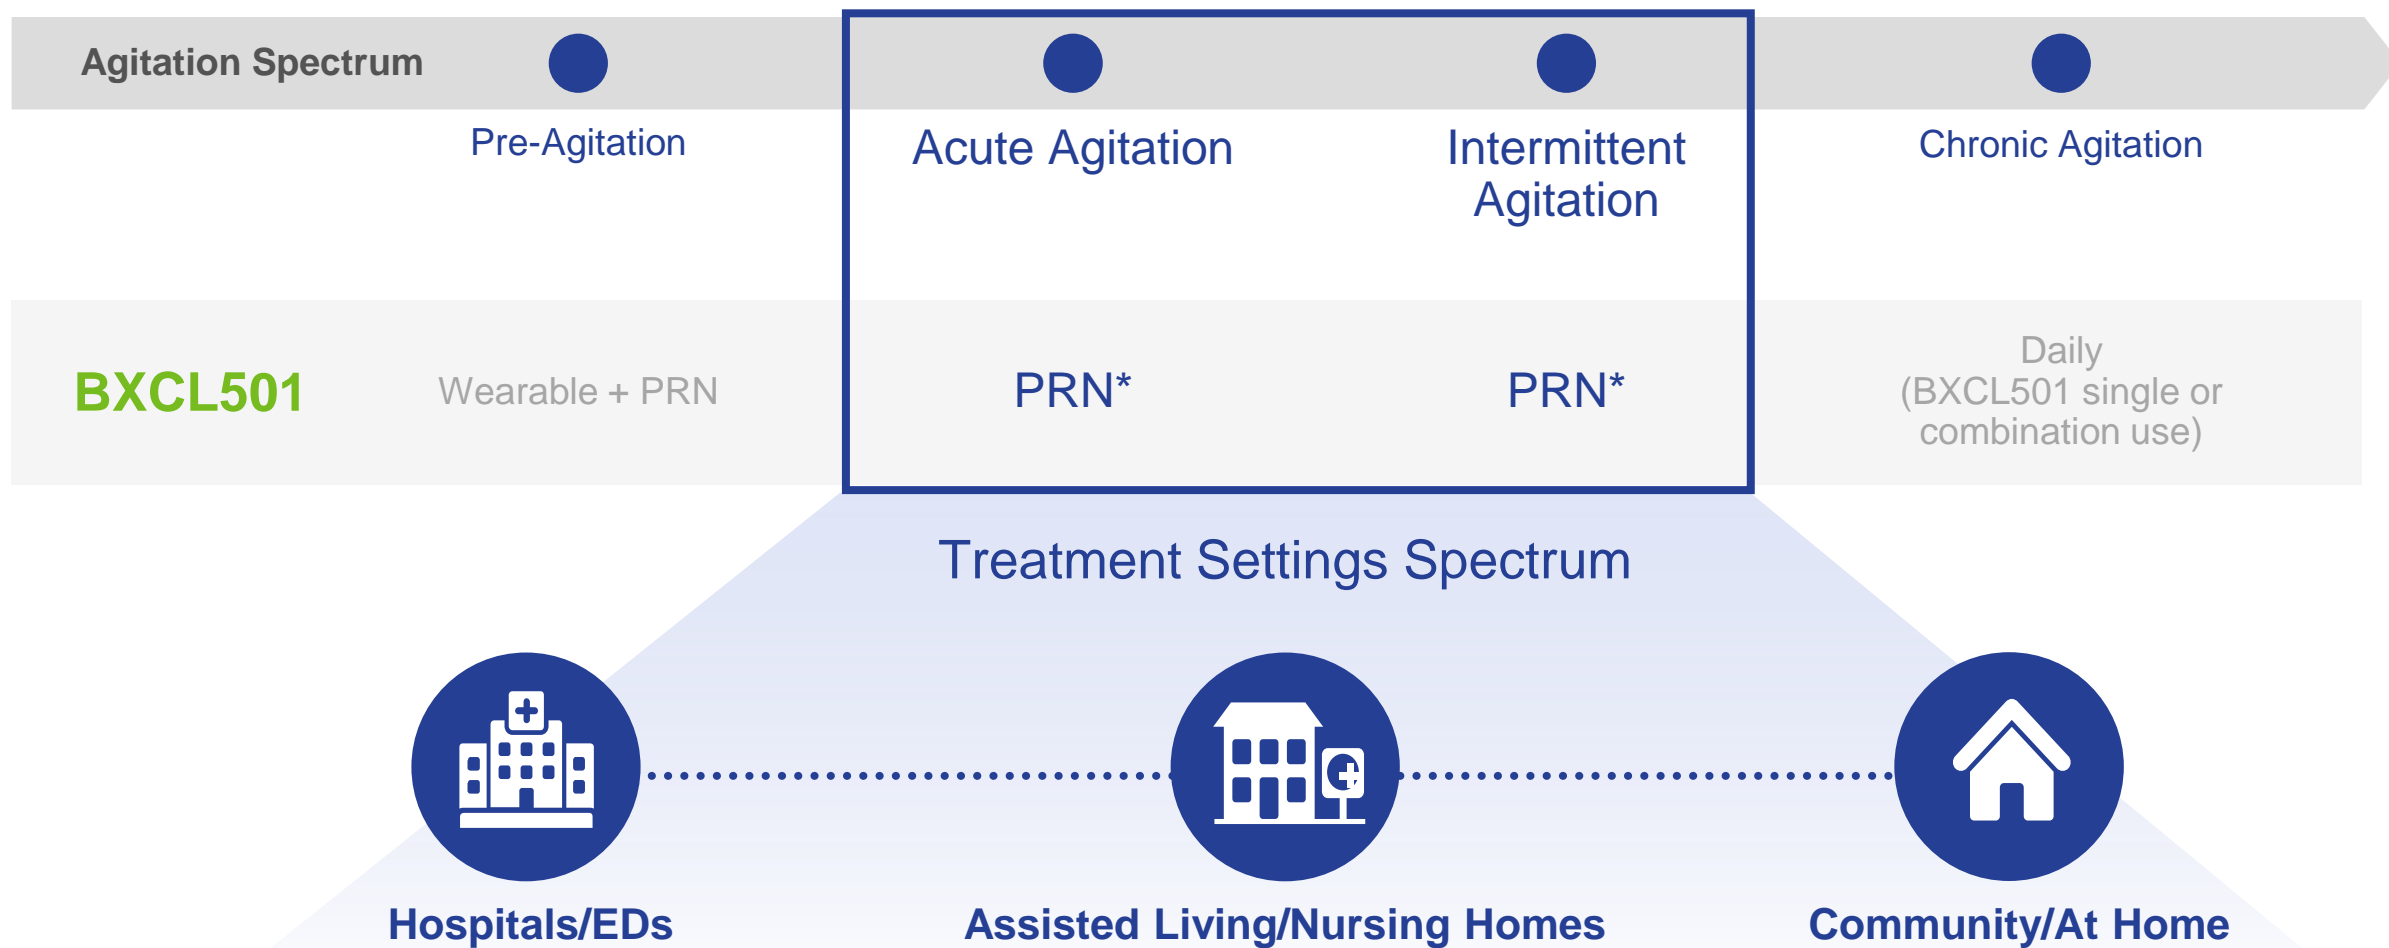 Agitation Spectrum
Pre-Agitation
Acute Agitation
Intermittent
Agitation
Chronic Agitation
BXCL501
Wearable + PRN
PRN*
PRN*
Daily
(BXCL501 single or
combination use)
Treatment Settings Spectrum
Hospitals/EDs
Assisted Living/Nursing Homes
Community/At Home